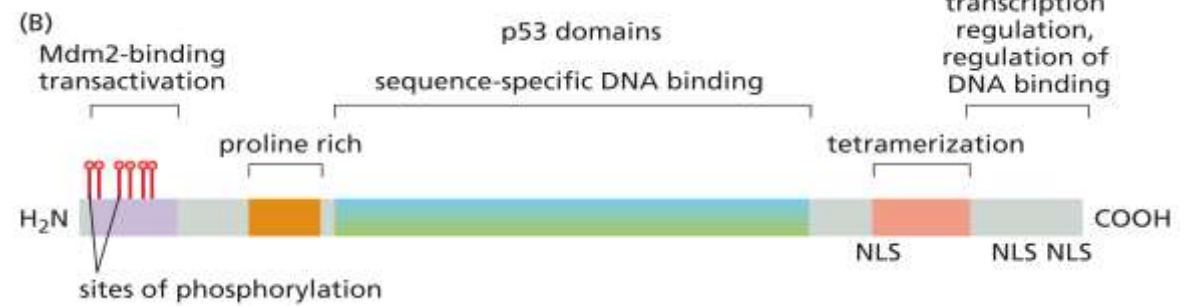 (B)
Mdm2-binding
transactivation
p53 domains
sequence-specific DNA binding
transcription
regulation,
regulation of
DNA binding
proline rich
tetramerization
H₂N
COOH
NLS
NLS NLS
sites of phosphorylation